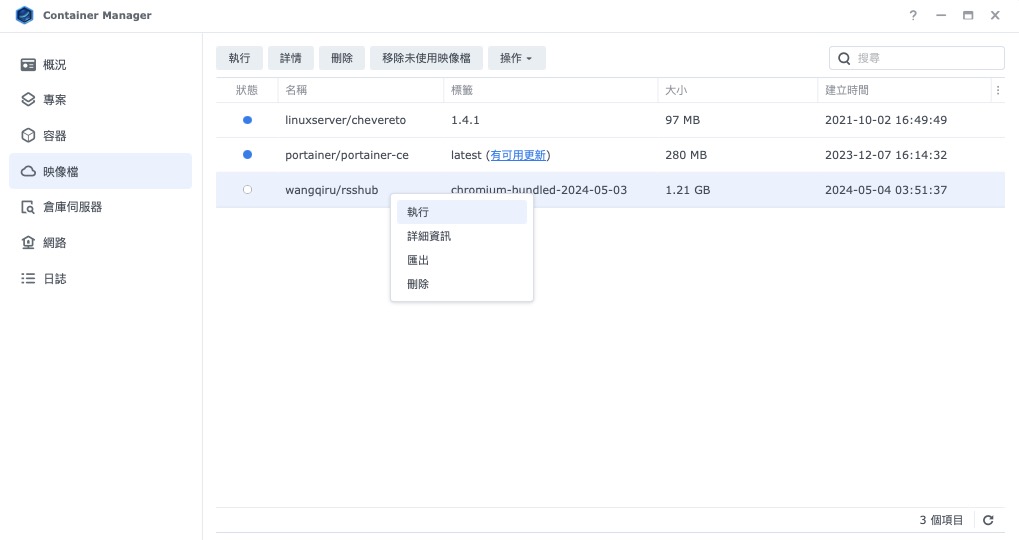 Container Manager
概況
專案
容器
映像檔
倉庫伺服器
網路
日誌
執行 詳情 刪除 移除未使用映像檔 操作 搜尋
狀態 名稱 標籤 大小 建立時間
linuxserver/chevereto 1.4.1 97 MB 2021-10-02 16:49:49
portainer/portainer-ce latest (有可用更新) 280 MB 2023-12-07 16:14:32
wangqiru/rsshub chromium-bundled-2024-05-03 1.21 GB 2024-05-04 03:51:37
執行
詳細資訊
匯出
刪除
3 個項目